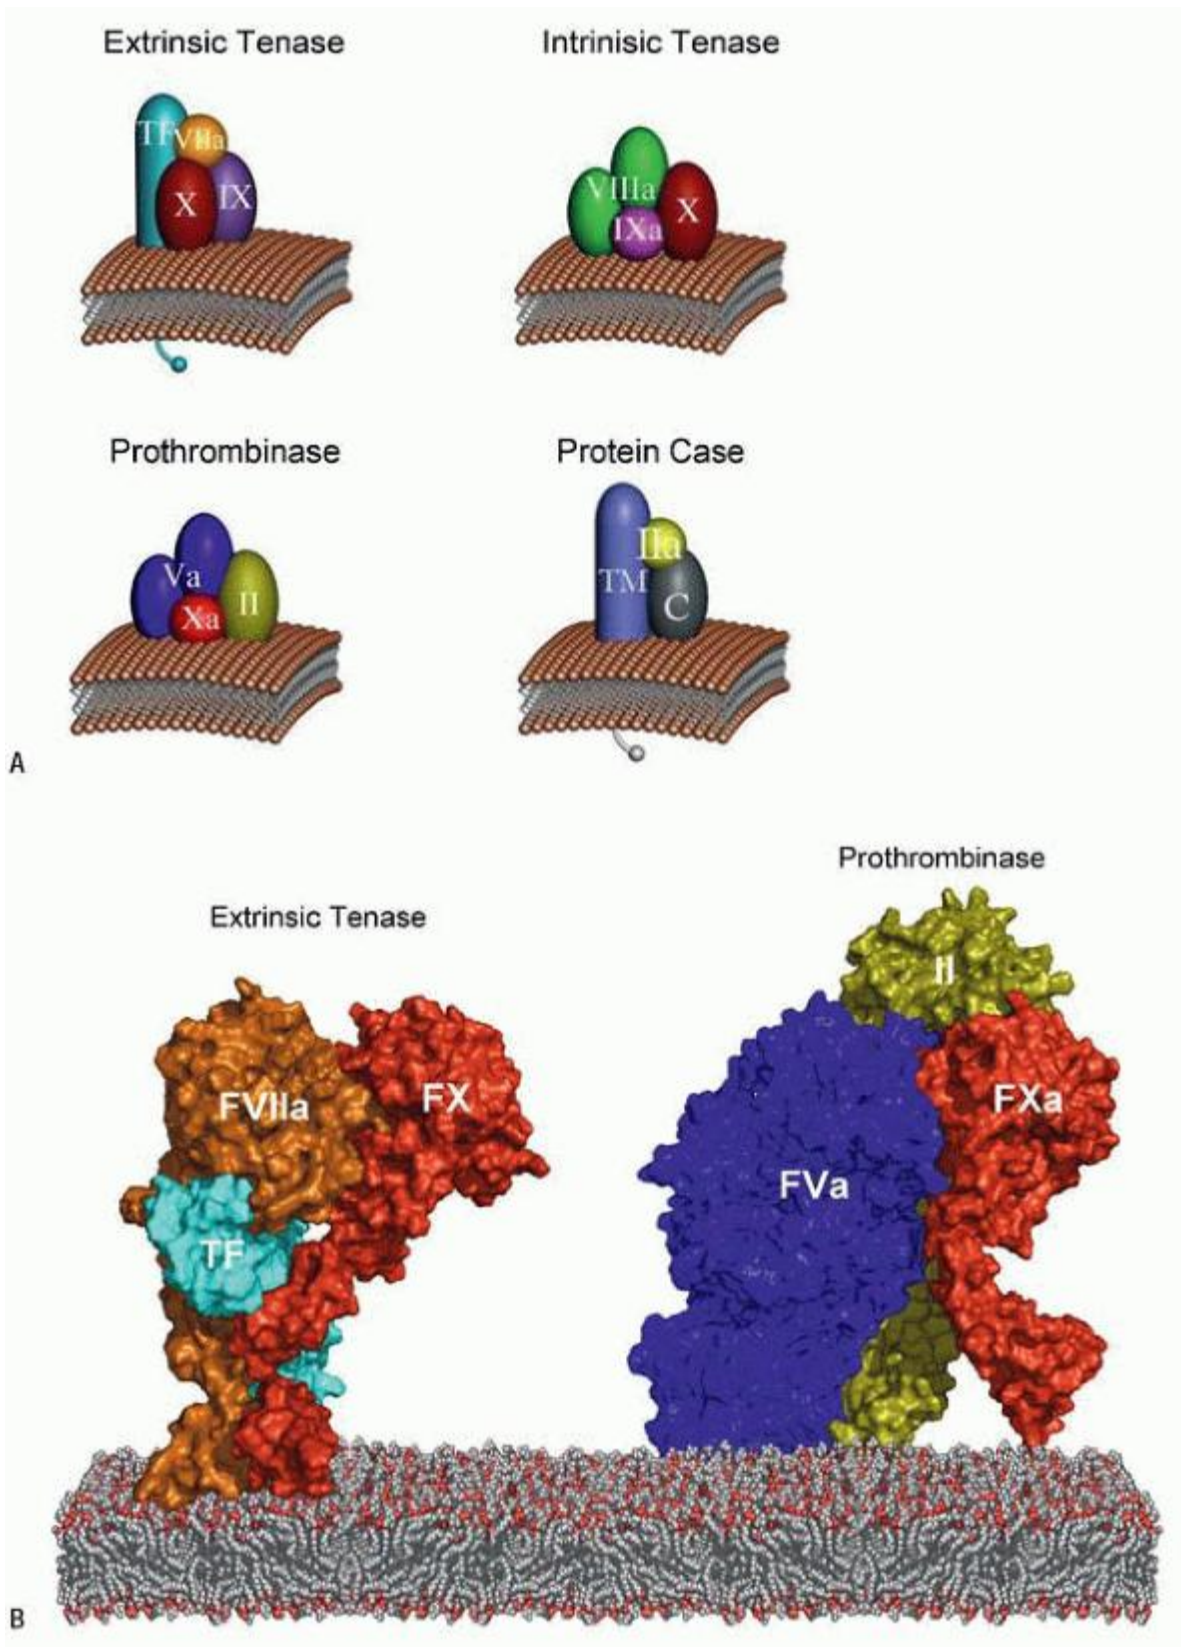 Extrinsic Tenase
Intrinisic Tenase
TF
VIIa
X
IX
VIIIa
IXa
X
Prothrombinase
Protein Case
Va
Xa
II
IIa
TM
C
A
Prothrombinase
Extrinsic Tenase
II
FVIIa
FX
FXa
FVa
TF
B